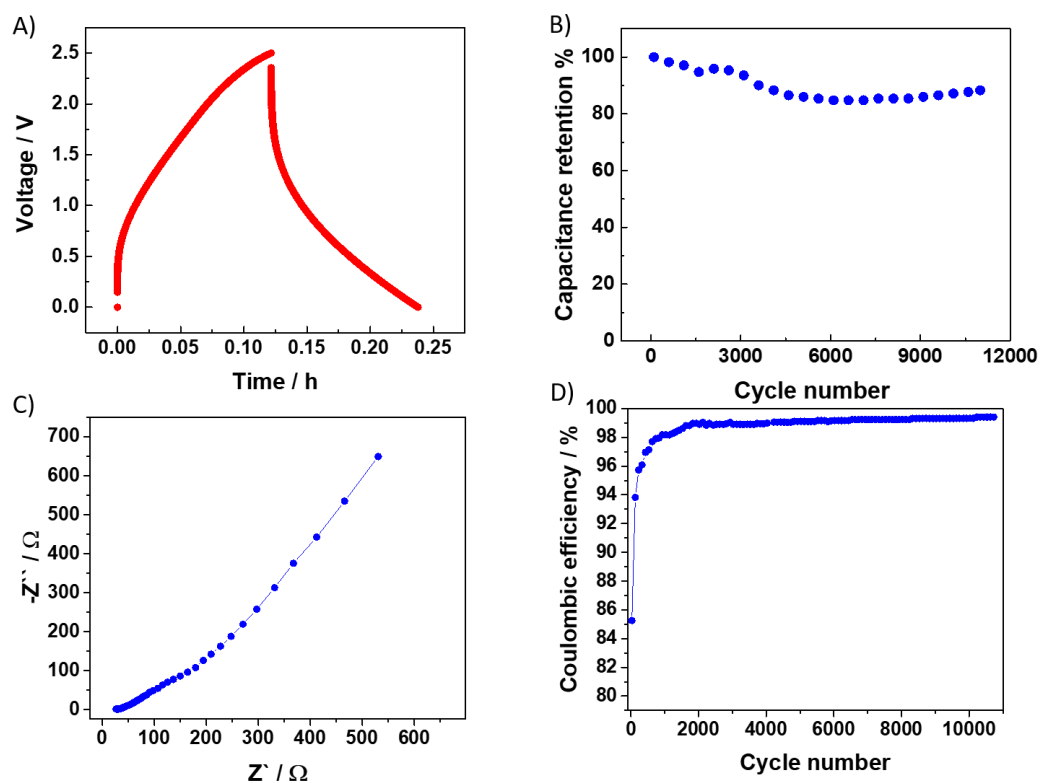 A)
Voltage / V
2.5
2.0
1.5
1.0
0.5
0.0
0.00 0.05 0.10 0.15 0.20 0.25
Time / h
B)
Capacitance retention %
100
80
60
40
20
0
0 3000 6000 9000 12000
Cycle number
C)
-Z`` / Ω
700
600
500
400
300
200
100
0
0 100 200 300 400 500 600
Z` / Ω
D)
Coulombic efficiency / %
100
98
96
94
92
90
88
86
84
82
80
0 2000 4000 6000 8000 10000
Cycle number